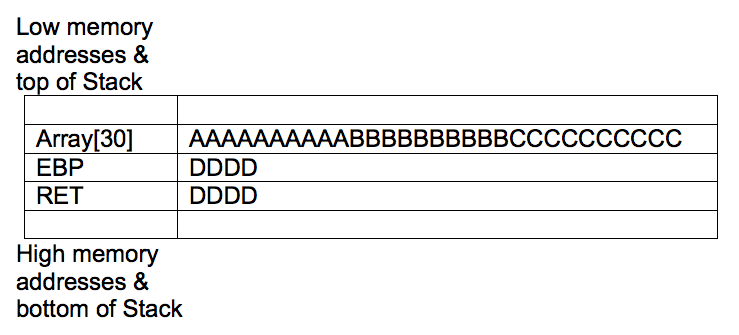 Low memory
addresses &
top of Stack
Array[30] AAAAAAAAAABBBBBBBBBBCCCCCCCCCC
EBP DDDD
RET DDDD
High memory
addresses &
bottom of Stack